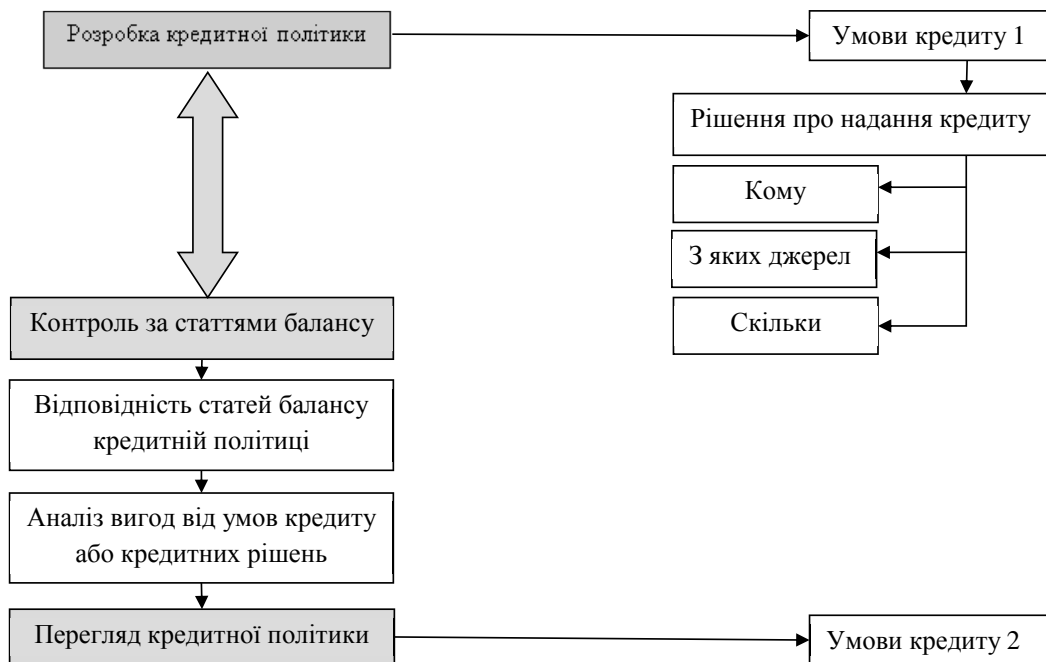 Розробка кредитної політики
Умови кредиту 1
Рішення про надання кредиту
Кому
З яких джерел
Скільки
Контроль за статтями балансу
Відповідність статей балансу
кредитній політиці
Аналіз вигод від умов кредиту
або кредитних рішень
Перегляд кредитної політики
Умови кредиту 2